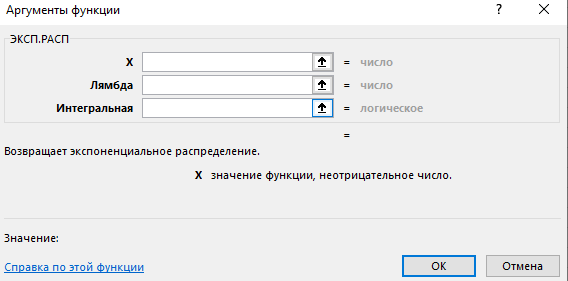 Аргументы функции ? ×
ЭКСП.РАСП
X = число
Лямбда = число
Интегральная = логическое
=
Возвращает экспоненциальное распределение.
X значение функции, неотрицательное число.
Значение:
Справка по этой функции ОК Отмена